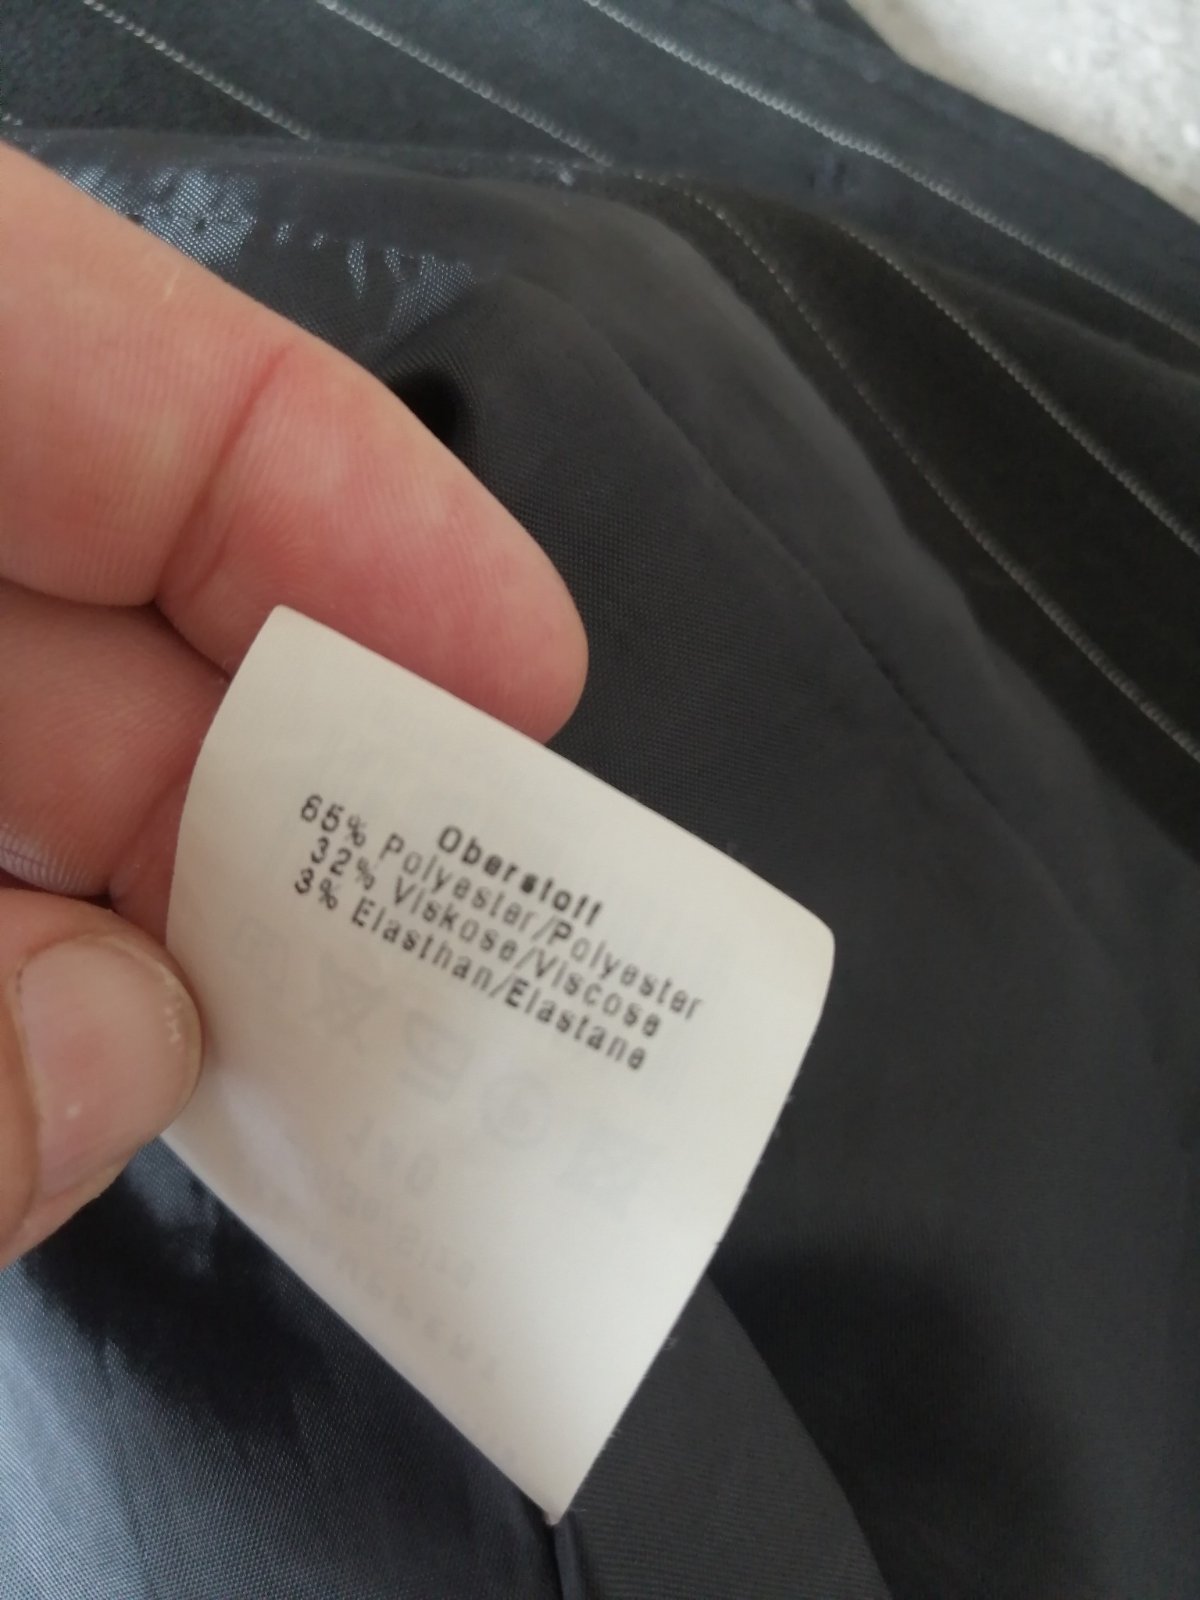 Oberstoff
65% Polyester/Polyester
32% Viskose/Viscose
3% Elasthan/Elastane